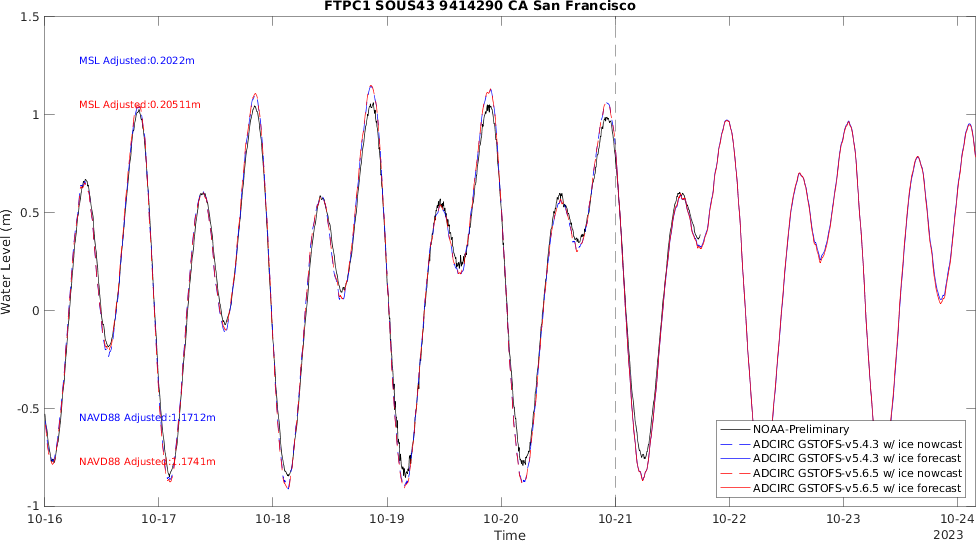 FTPC1 SOUS43 9414290 CA San Francisco
1.5
MSL Adjusted:0.2022m
MSL Adjusted:0.20511m
1
0.5
Water Level (m)
0
-0.5
NAVD88 Adjusted:1.1712m
NAVD88 Adjusted:1.1741m
-1
NOAA-Preliminary
ADCIRC GSTOFS-v5.4.3 w/ ice nowcast
ADCIRC GSTOFS-v5.4.3 w/ ice forecast
ADCIRC GSTOFS-v5.6.5 w/ ice nowcast
ADCIRC GSTOFS-v5.6.5 w/ ice forecast
10-16 10-17 10-18 10-19 10-20 10-21 10-22 10-23 10-24
Time
2023